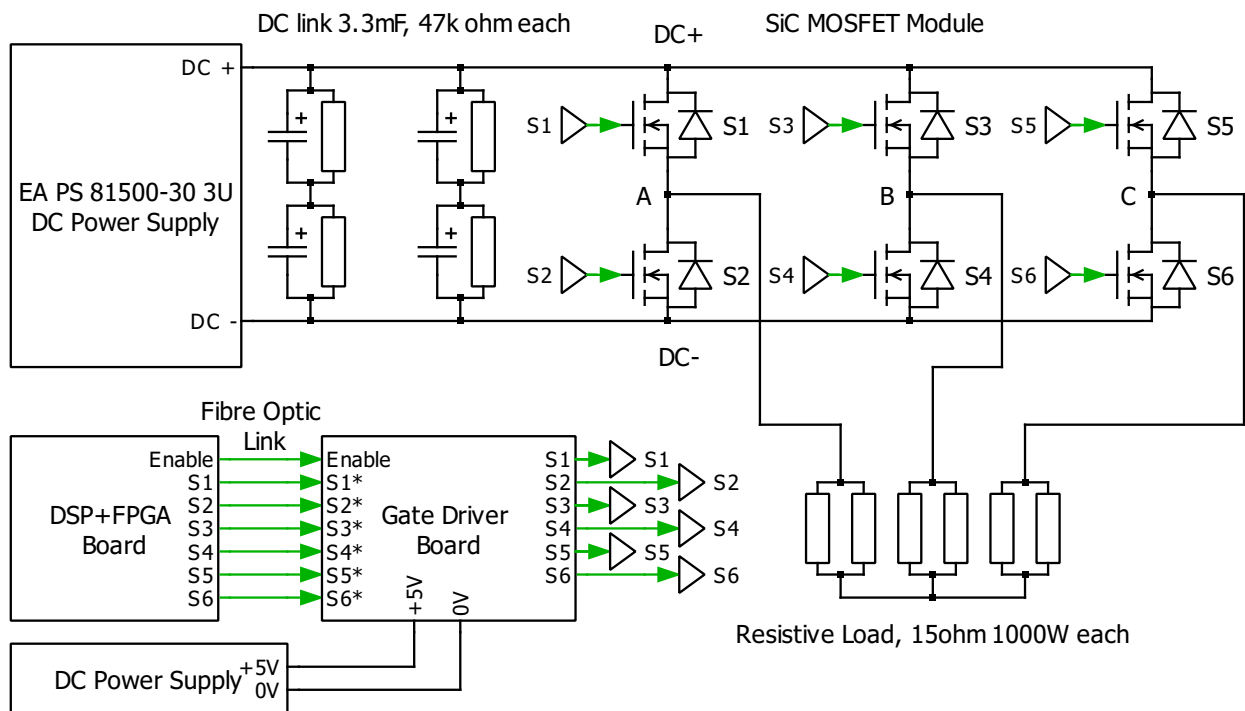 DC link 3.3mF, 47k ohm each
SiC MOSFET Module
DC+
DC +
EA PS 81500-30 3U
DC Power Supply
DC -
+
+
+
+
S1
S1
S3
S3
S5
S5
A
B
C
S2
S2
S4
S4
S6
S6
DC-
Fibre Optic
Link
DSP+FPGA
Board
Enable
S1
S2
S3
S4
S5
S6
Enable
S1*
S2*
S3*
S4*
S5*
S6*
Gate Driver
Board
+5V
0V
S1
S2
S3
S4
S5
S6
S1
S2
S3
S4
S5
S6
DC Power Supply
+5V
0V
Resistive Load, 15ohm 1000W each